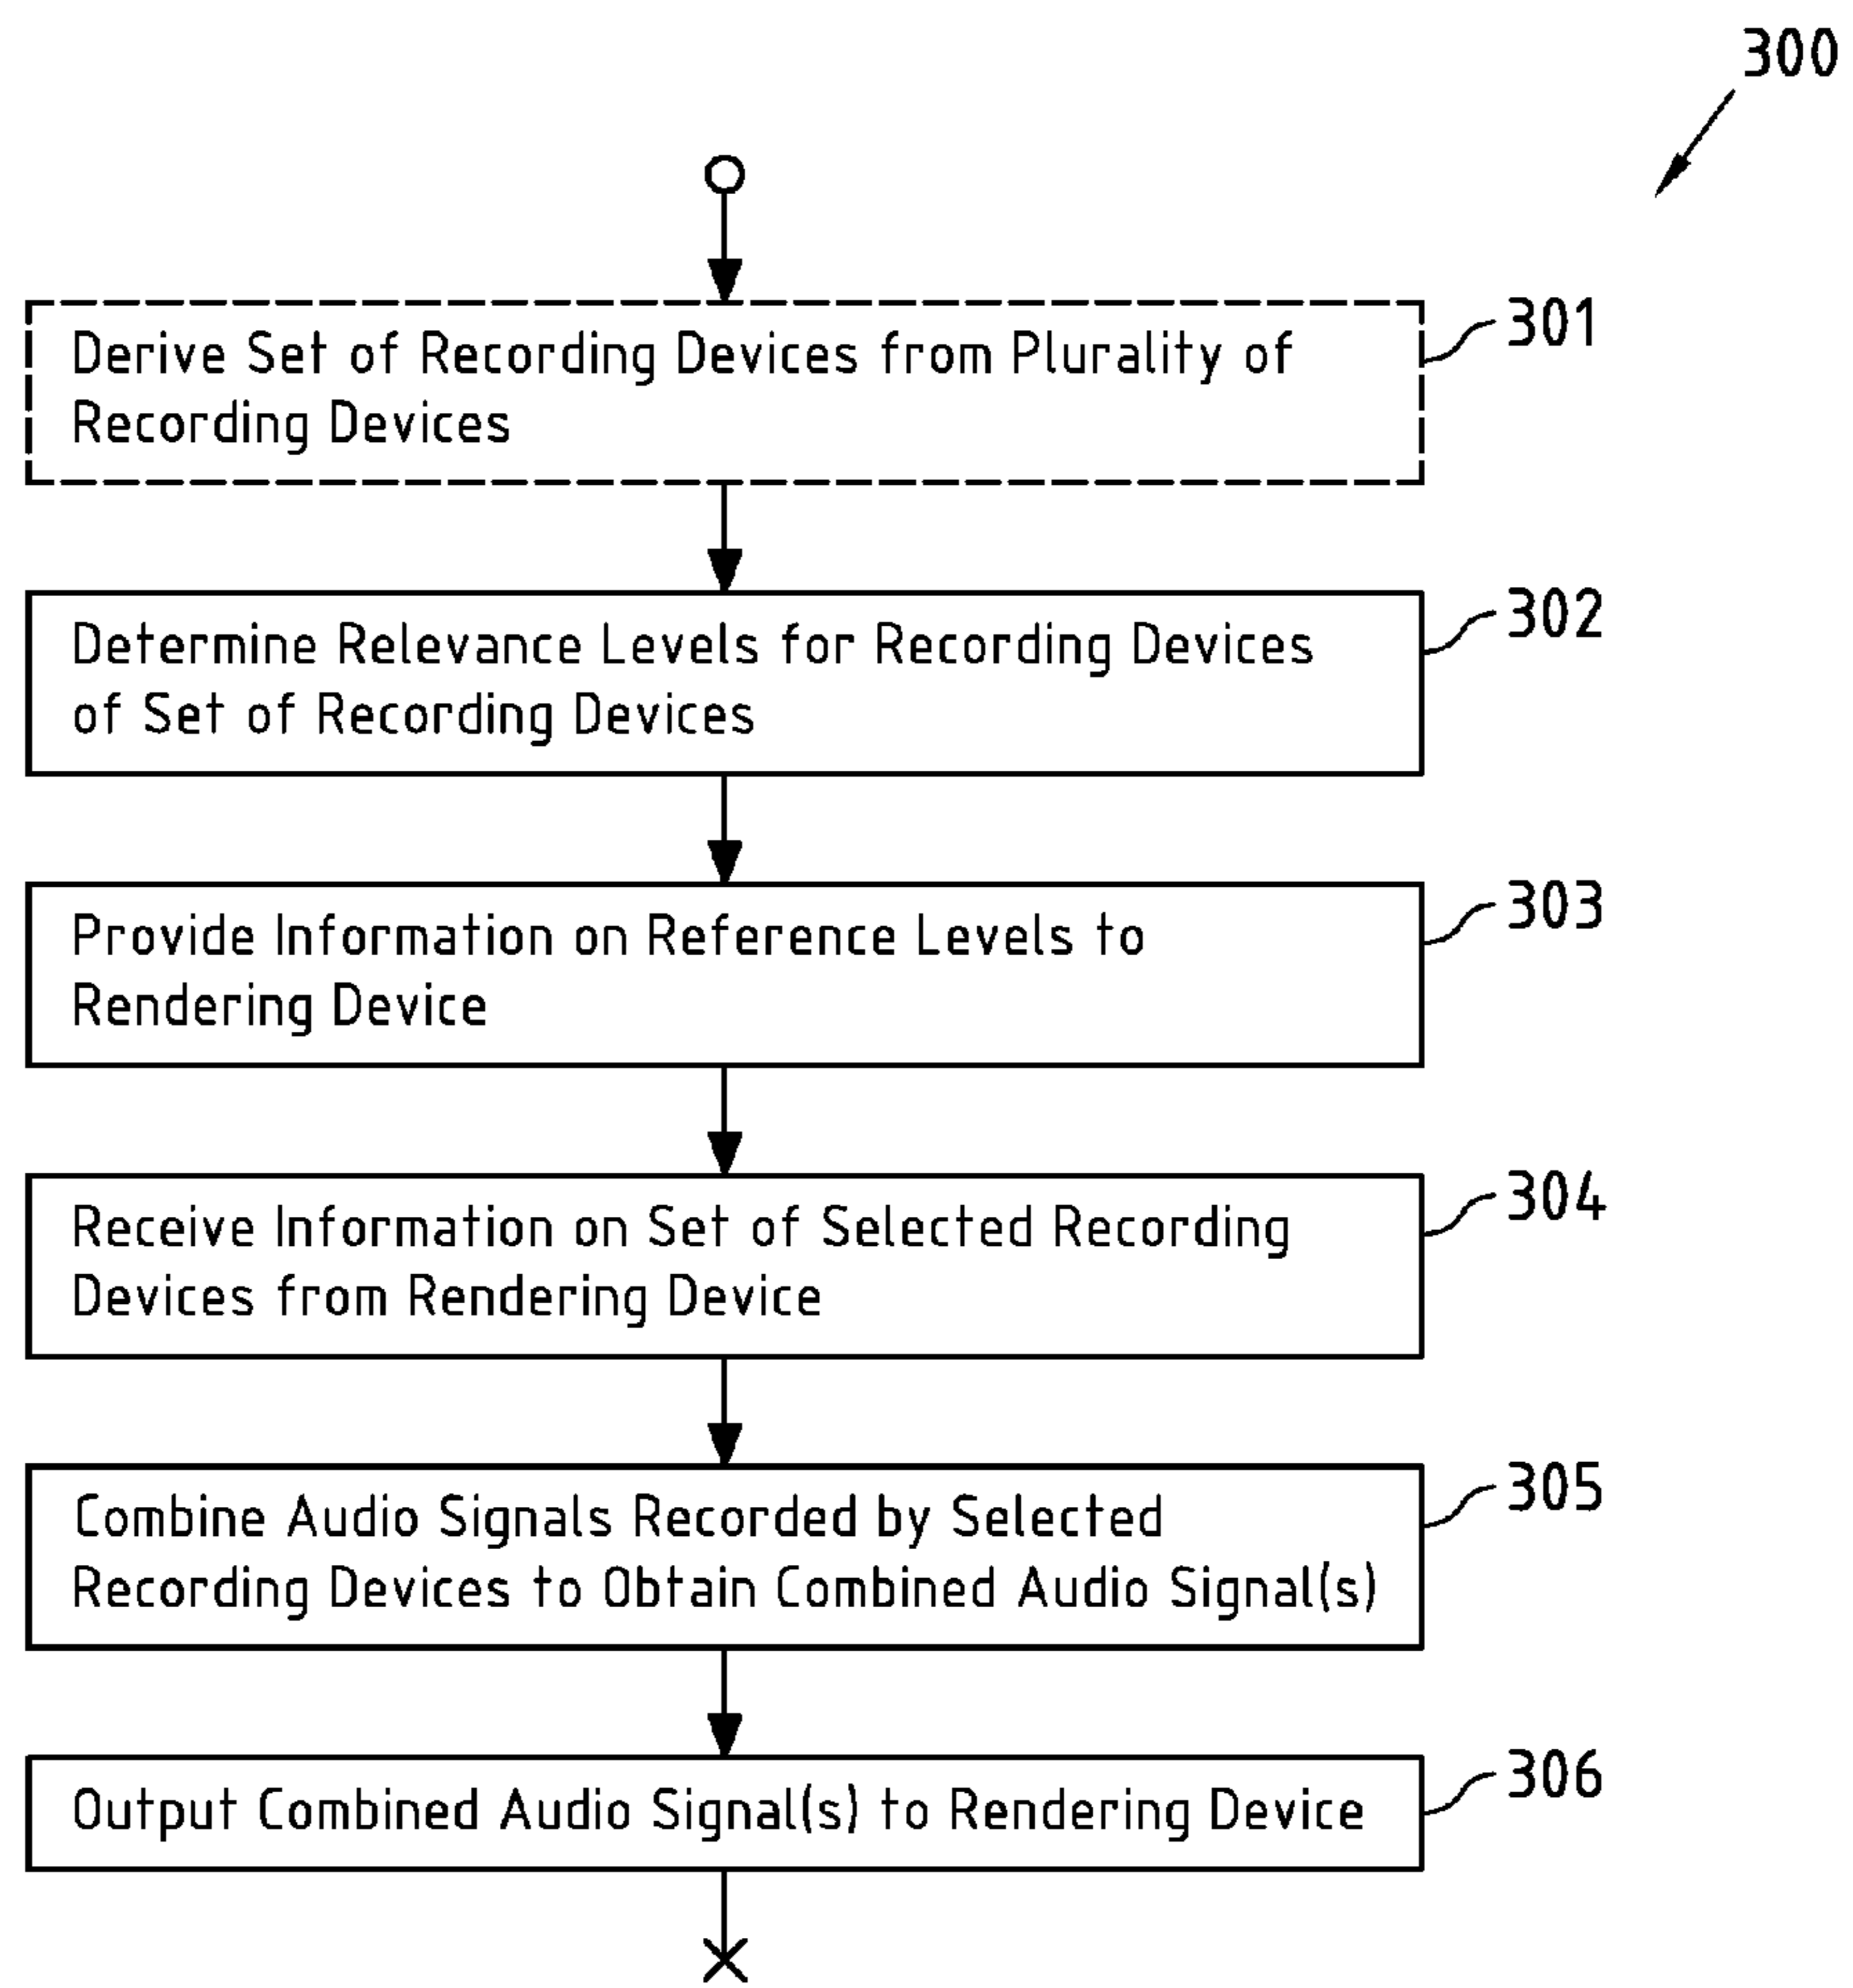 300
Derive Set of Recording Devices from Plurality of
Recording Devices
301
Determine Relevance Levels for Recording Devices
of Set of Recording Devices
302
Provide Information on Reference Levels to
Rendering Device
303
Receive Information on Set of Selected Recording
Devices from Rendering Device
304
Combine Audio Signals Recorded by Selected
Recording Devices to Obtain Combined Audio Signal(s)
305
Output Combined Audio Signal(s) to Rendering Device
306